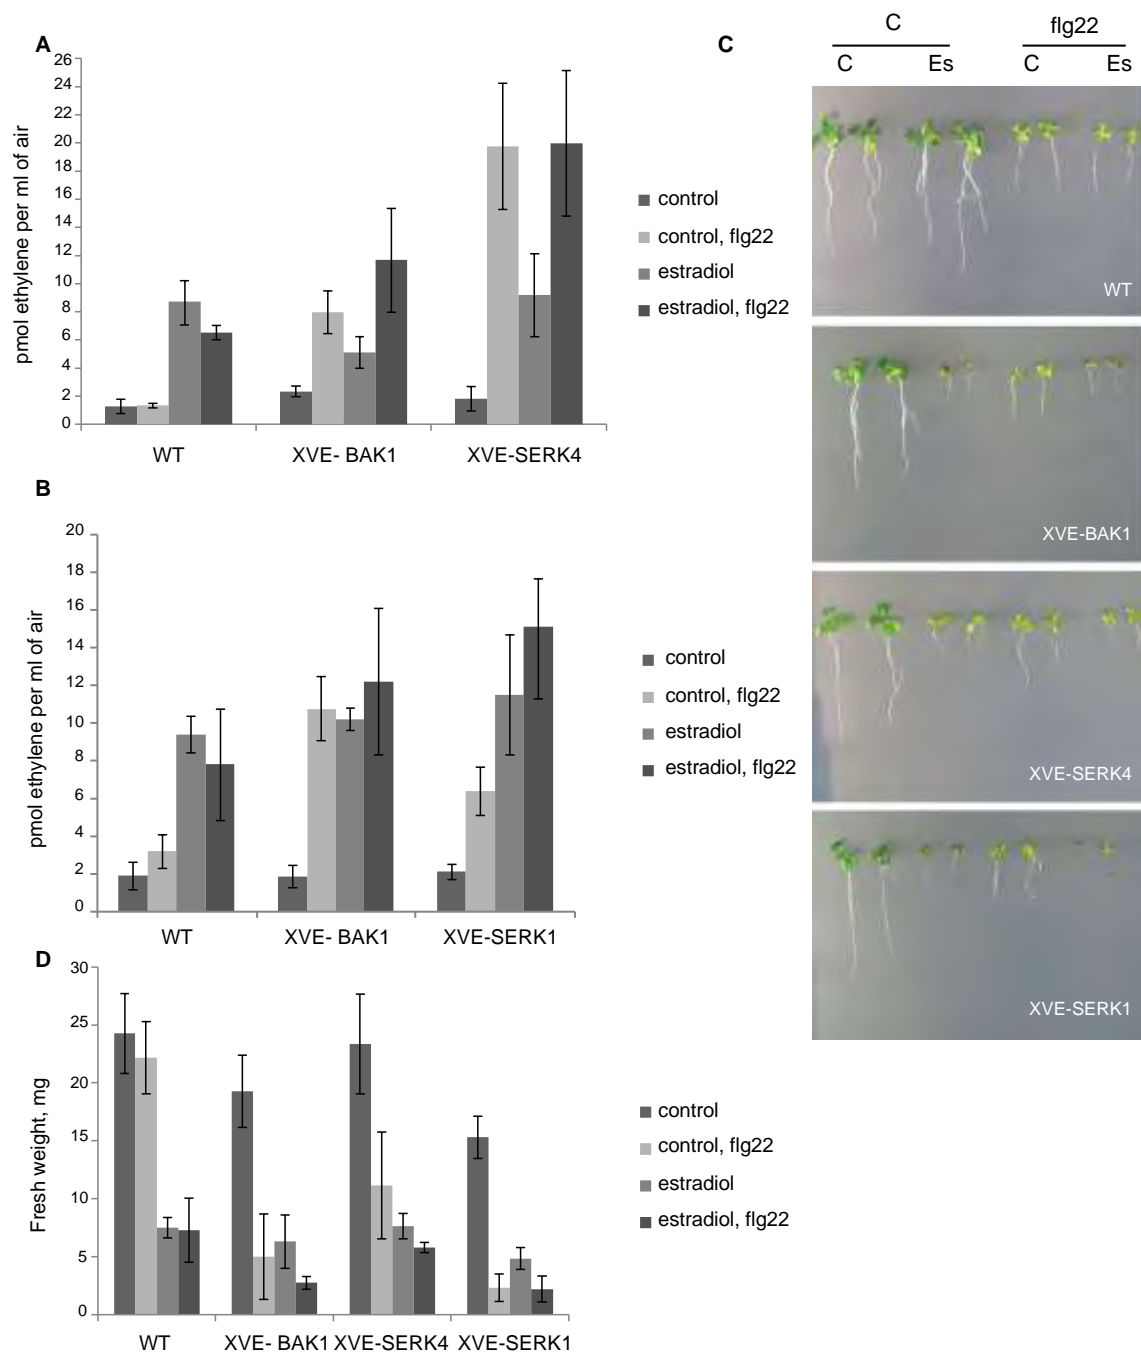 A
26
24
22
20
18
16
14
12
10
8
6
4
2
0
pmol ethylene per ml of air
WT
XVE- BAK1
XVE-SERK4
control
control, flg22
estradiol
estradiol, flg22
B
20
18
16
14
12
10
8
6
4
2
0
pmol ethylene per ml of air
WT
XVE- BAK1
XVE-SERK1
control
control, flg22
estradiol
estradiol, flg22
C
C
flg22
C
Es
C
Es
WT
XVE-BAK1
XVE-SERK4
XVE-SERK1
D
30
25
20
15
10
5
0
Fresh weight, mg
WT
XVE- BAK1
XVE-SERK4
XVE-SERK1
control
control, flg22
estradiol
estradiol, flg22